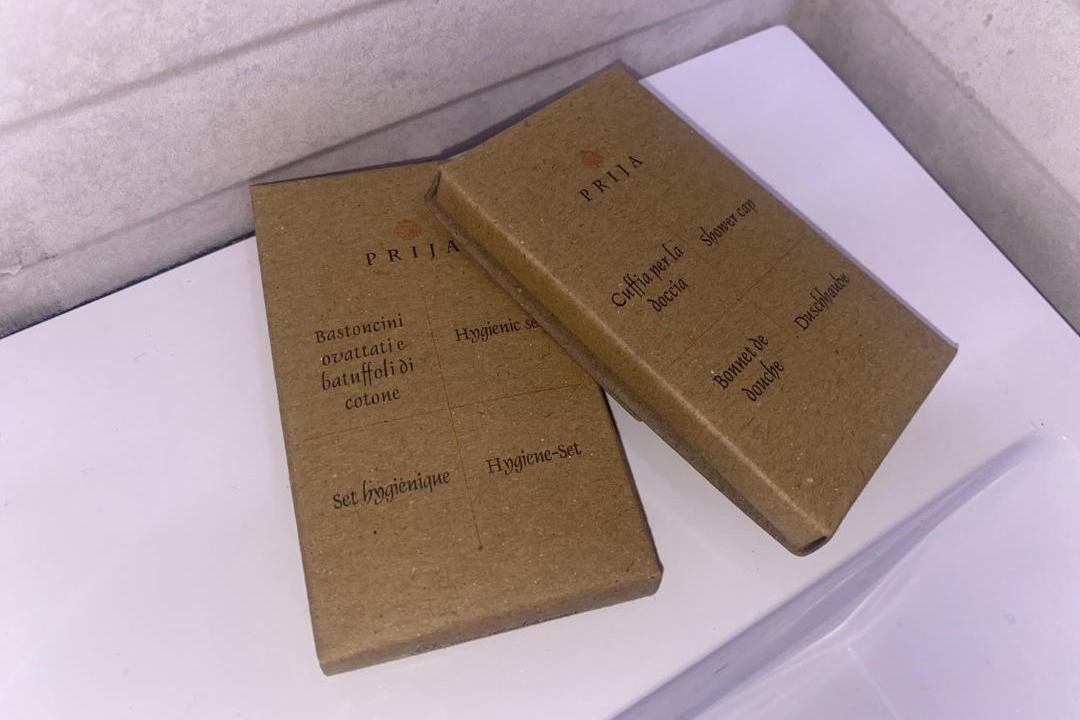 PRIJA
Bastoncini
ovattati e
batuffoli di
cotone
Hygienic
Set hygiénique
Hygiene-Set
PRIJA
Cuffia per la
doccia
Shower cap
Bonnet de
douche
Duschhaube